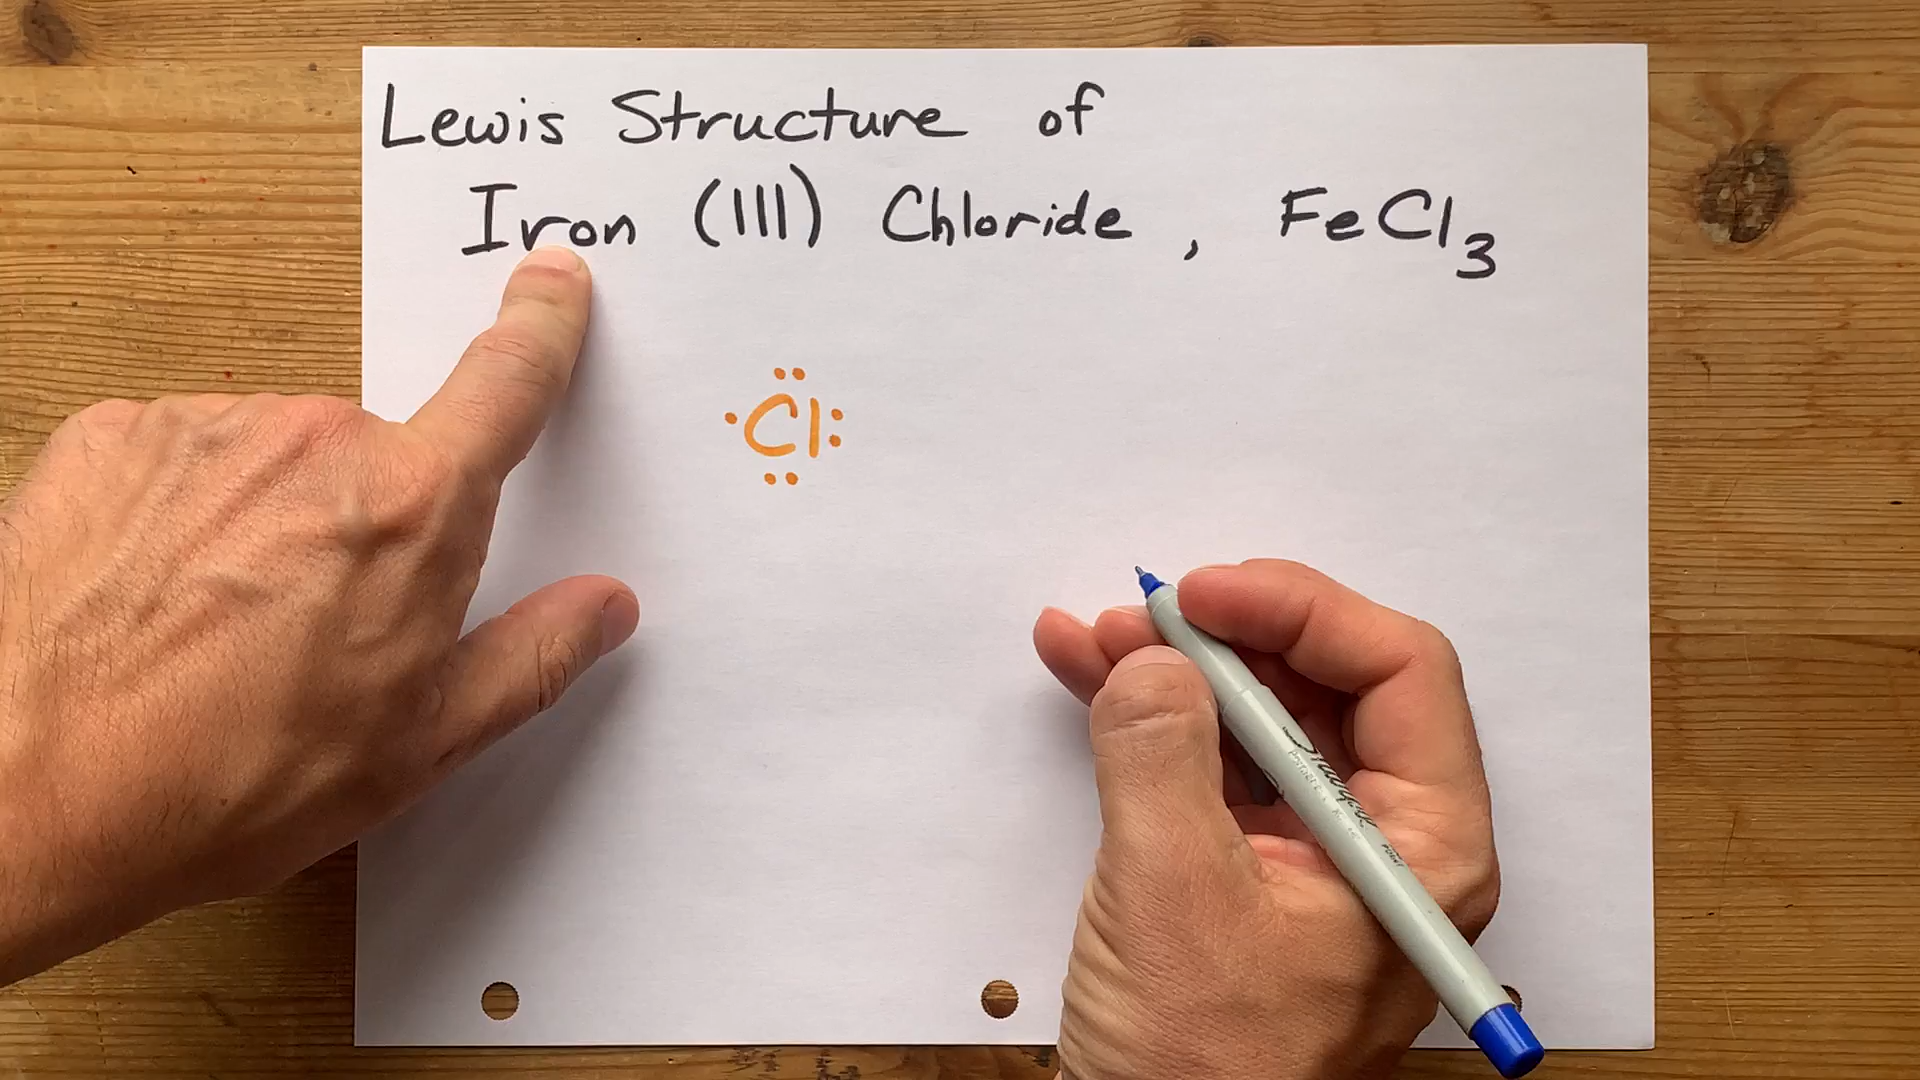 Lewis Structure of
Iron (III) Chloride, FeCl₃
Cl